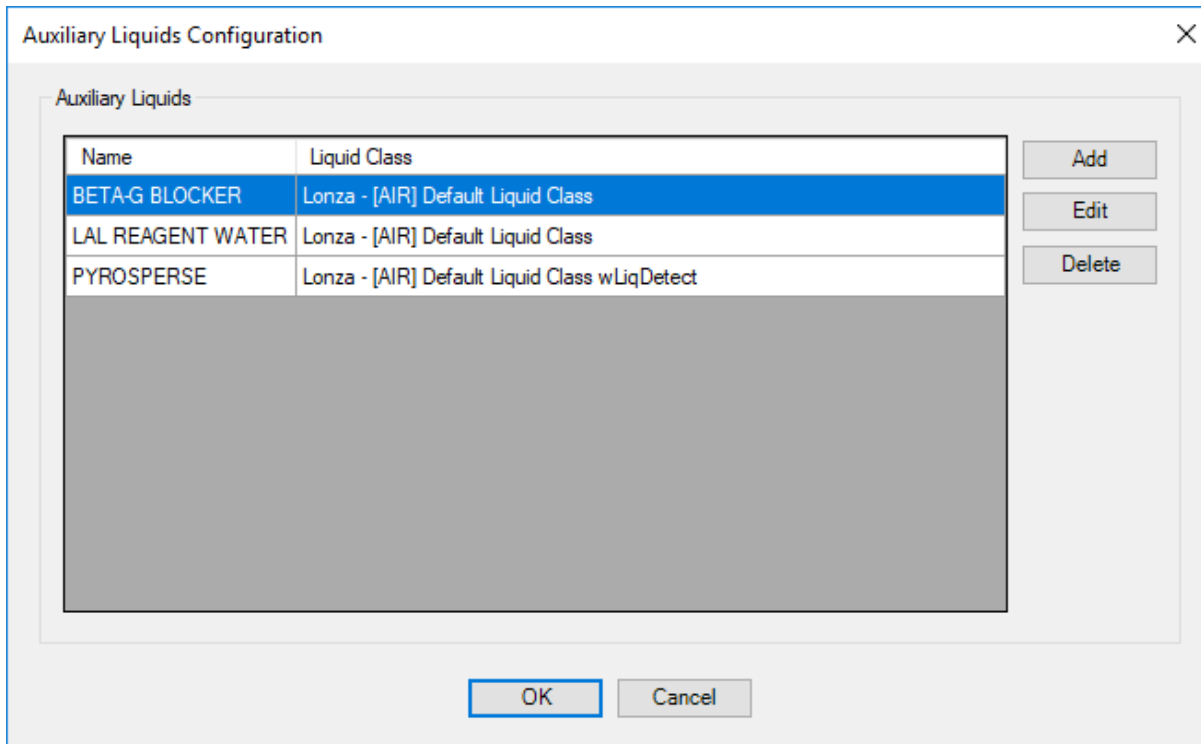 Auxiliary Liquids Configuration
Auxiliary Liquids
Name Liquid Class
BETA-G BLOCKER Lonza - [AIR] Default Liquid Class
LAL REAGENT WATER Lonza - [AIR] Default Liquid Class
PYROSPERSE Lonza - [AIR] Default Liquid Class wLiqDetect
Add
Edit
Delete
OK Cancel